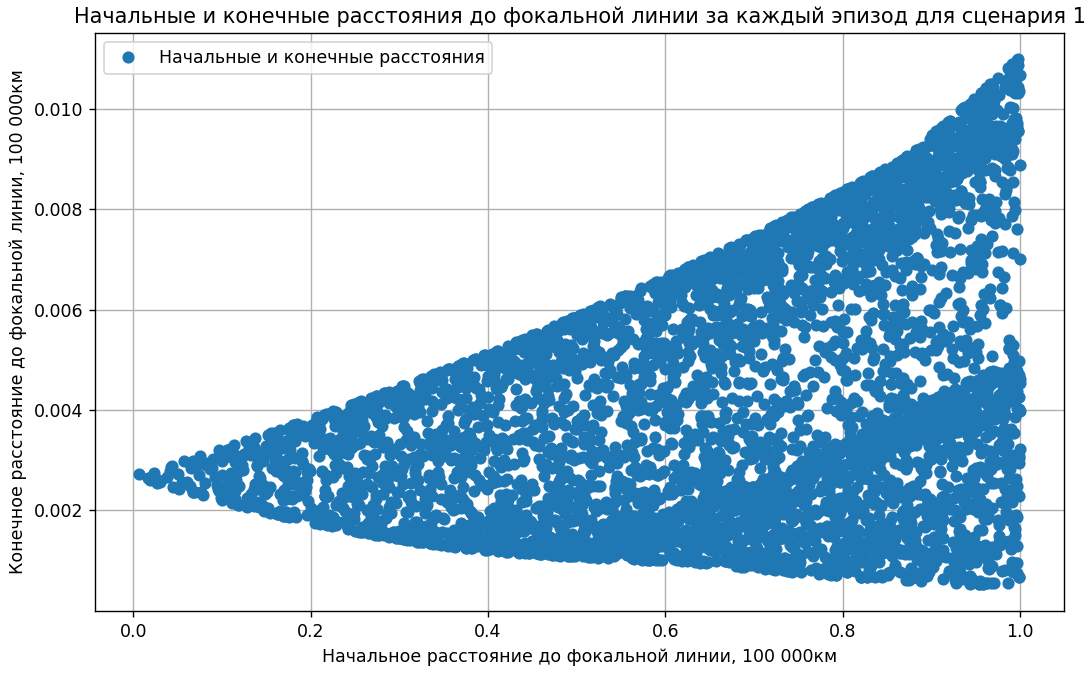 Начальные и конечные расстояния до фокальной линии за каждый эпизод для сценария 1
Начальные и конечные расстояния
Конечное расстояние до фокальной линии, 100 000км
0.010
0.008
0.006
0.004
0.002
0.0 0.2 0.4 0.6 0.8 1.0
Начальное расстояние до фокальной линии, 100 000км